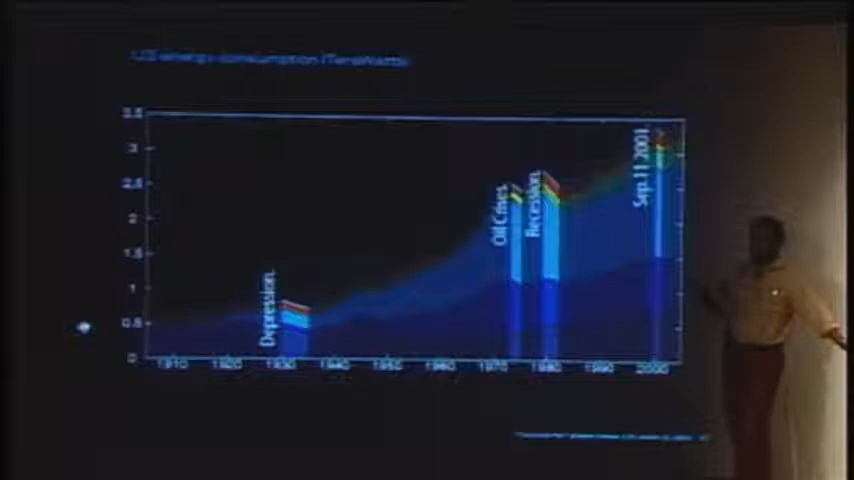 US energy consumption (TeraWatts)
3.5
3
2.5
2
1.5
1
0.5
0
Depression.
Oil Crises.
Recession.
Sep.11 2001.
1910 1920 1930 1940 1950 1960 1970 1980 1990 2000